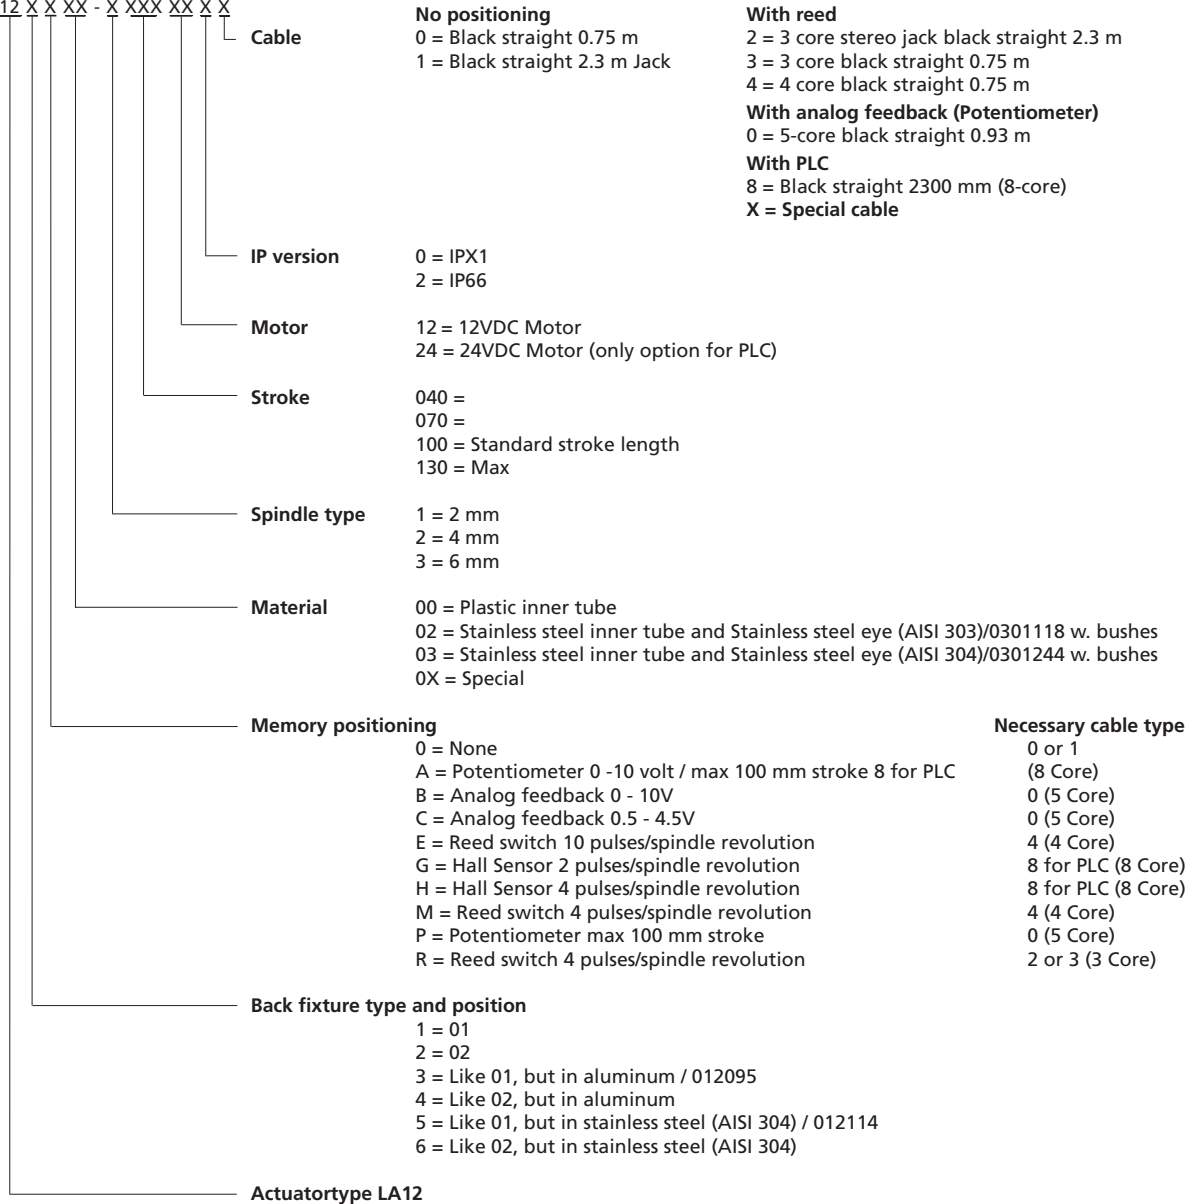 12 X X XX - X XXX XX X X
Cable
No positioning
0 = Black straight 0.75 m
1 = Black straight 2.3 m Jack
With reed
2 = 3 core stereo jack black straight 2.3 m
3 = 3 core black straight 0.75 m
4 = 4 core black straight 0.75 m
With analog feedback (Potentiometer)
0 = 5-core black straight 0.93 m
With PLC
8 = Black straight 2300 mm (8-core)
X = Special cable
IP version
0 = IPX1
2 = IP66
Motor
12 = 12VDC Motor
24 = 24VDC Motor (only option for PLC)
Stroke
040 =
070 =
100 = Standard stroke length
130 = Max
Spindle type
1 = 2 mm
2 = 4 mm
3 = 6 mm
Material
00 = Plastic inner tube
02 = Stainless steel inner tube and Stainless steel eye (AISI 303)/0301118 w. bushes
03 = Stainless steel inner tube and Stainless steel eye (AISI 304)/0301244 w. bushes
0X = Special
Memory positioning Necessary cable type
0 = None 0 or 1
A = Potentiometer 0 -10 volt / max 100 mm stroke 8 for PLC (8 Core)
B = Analog feedback 0 - 10V 0 (5 Core)
C = Analog feedback 0.5 - 4.5V 0 (5 Core)
E = Reed switch 10 pulses/spindle revolution 4 (4 Core)
G = Hall Sensor 2 pulses/spindle revolution 8 for PLC (8 Core)
H = Hall Sensor 4 pulses/spindle revolution 8 for PLC (8 Core)
M = Reed switch 4 pulses/spindle revolution 4 (4 Core)
P = Potentiometer max 100 mm stroke 0 (5 Core)
R = Reed switch 4 pulses/spindle revolution 2 or 3 (3 Core)
Back fixture type and position
1 = 01
2 = 02
3 = Like 01, but in aluminum / 012095
4 = Like 02, but in aluminum
5 = Like 01, but in stainless steel (AISI 304) / 012114
6 = Like 02, but in stainless steel (AISI 304)
Actuatortype LA12